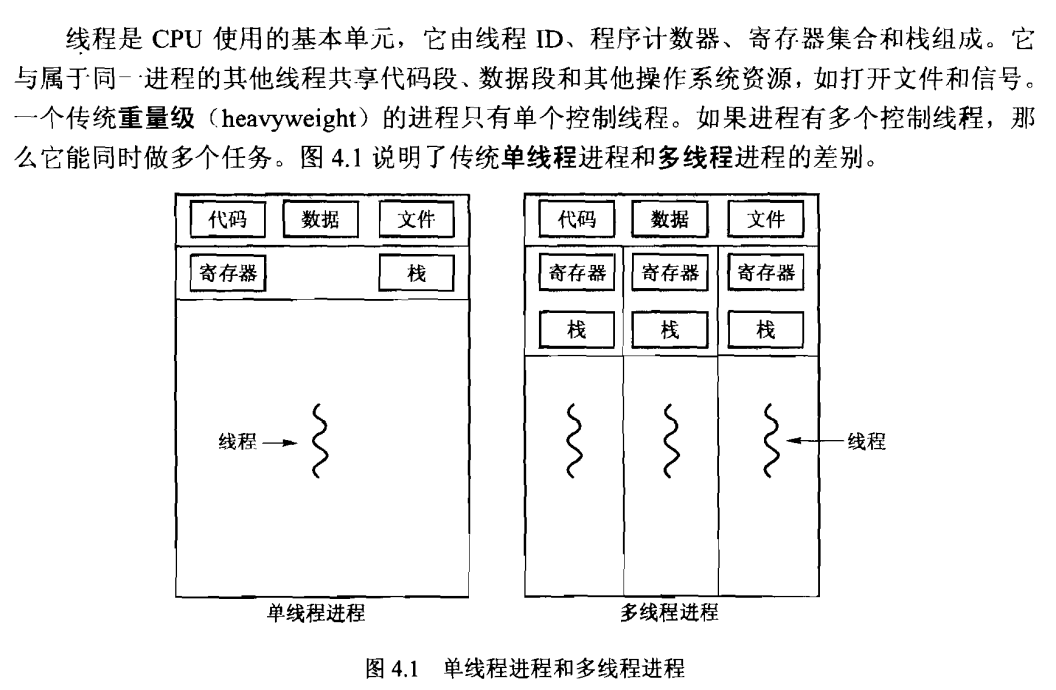 线程是 CPU 使用的基本单元，它由线程 ID、程序计数器、寄存器集合和栈组成。它
与属于同一进程的其他线程共享代码段、数据段和其他操作系统资源，如打开文件和信号。
一个传统重量级（heavyweight）的进程只有单个控制线程。如果进程有多个控制线程，那
么它能同时做多个任务。图 4.1 说明了传统单线程进程和多线程进程的差别。
代码 数据 文件
寄存器 栈
线程
单线程进程
代码 数据 文件
寄存器 寄存器 寄存器
栈 栈 栈
线程
多线程进程
图 4.1 单线程进程和多线程进程